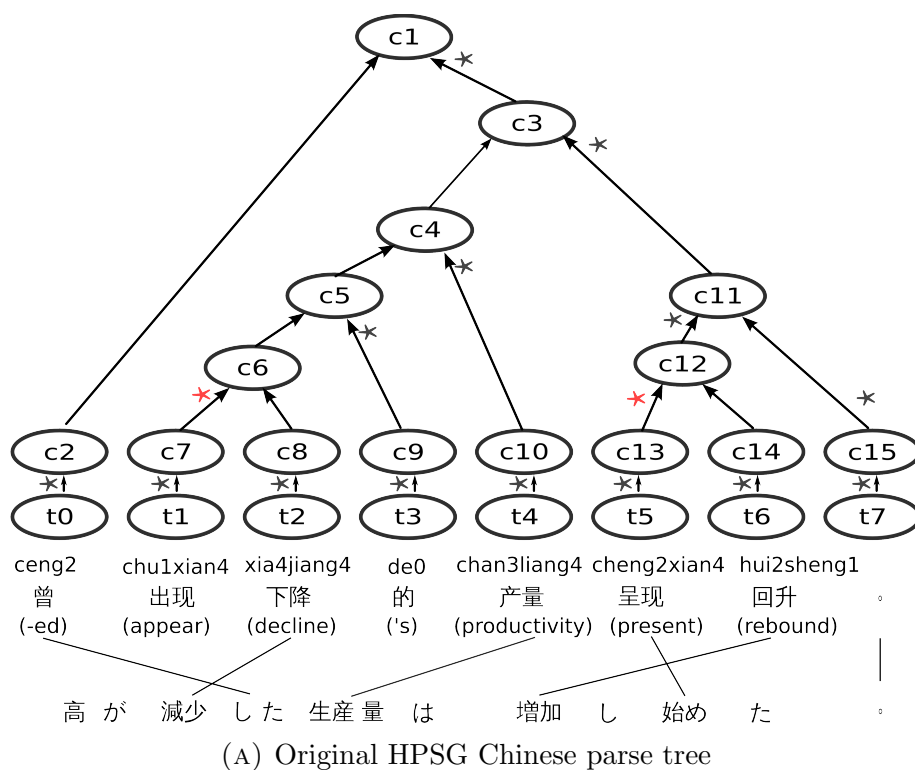 c1
c3
c4
c5 c11
c6 c12
c2 c7 c8 c9 c10 c13 c14 c15
t0 t1 t2 t3 t4 t5 t6 t7
ceng2 chu1xian4 xia4jiang4 de0 chan3liang4 cheng2xian4 hui2sheng1
曾 出现 下降 的 产量 呈现 回升 。
(-ed) (appear) (decline) ('s) (productivity) (present) (rebound)
高 が 減少 した 生産 量 は 増加 し 始め た 。
(A) Original HPSG Chinese parse tree